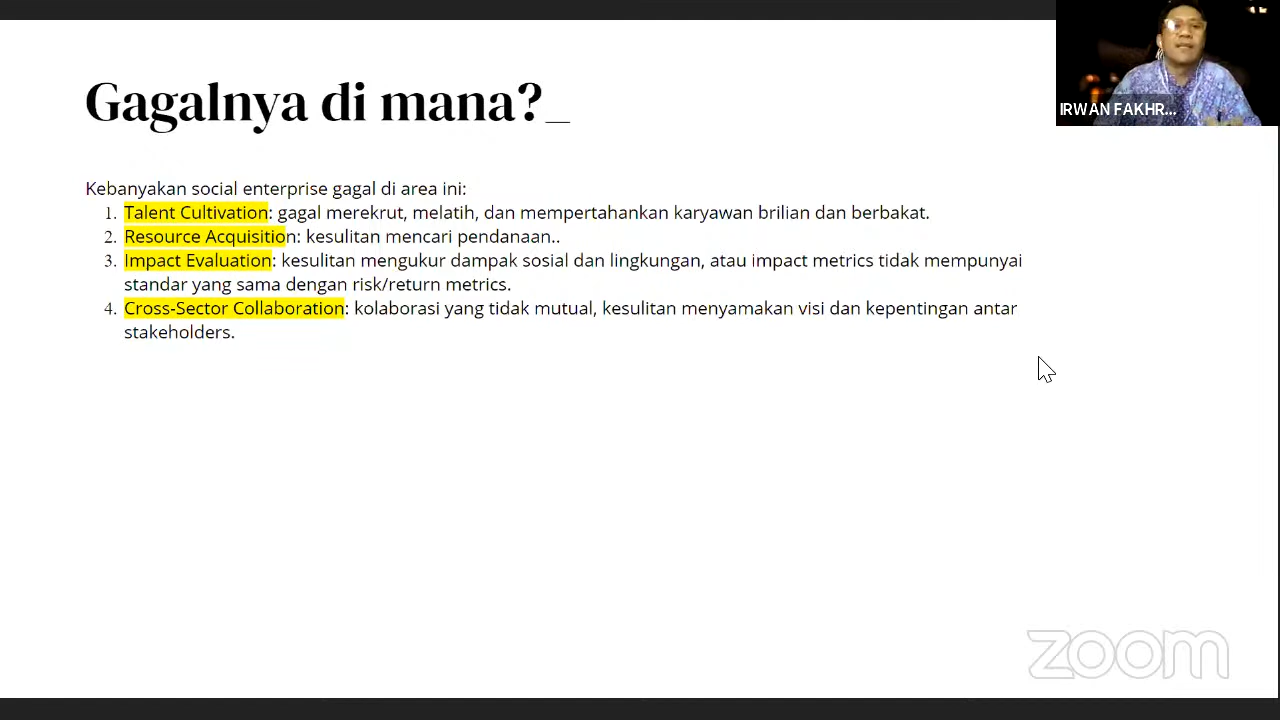 Gagalnya di mana?_
IRWAN FAKHR...
Kebanyakan social enterprise gagal di area ini:
1. Talent Cultivation: gagal merekrut, melatih, dan mempertahankan karyawan brilian dan berbakat.
2. Resource Acquisition: kesulitan mencari pendanaan..
3. Impact Evaluation: kesulitan mengukur dampak sosial dan lingkungan, atau impact metrics tidak mempunyai
standar yang sama dengan risk/return metrics.
4. Cross-Sector Collaboration: kolaborasi yang tidak mutual, kesulitan menyamakan visi dan kepentingan antar
stakeholders.
zoom